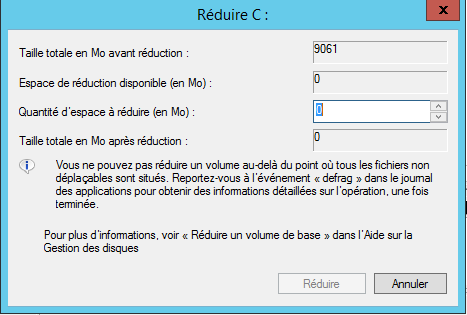 Réduire C :
x
Taille totale en Mo avant réduction :
9061
Espace de réduction disponible (en Mo) :
0
Quantité d'espace à réduire (en Mo) :
0
Taille totale en Mo après réduction :
0
Vous ne pouvez pas réduire un volume au-delà du point où tous les fichiers non
déplaçables sont situés. Reportez-vous à l'événement « defrag » dans le journal
des applications pour obtenir des informations détaillées sur l'opération, une fois
terminée.
Pour plus d'informations, voir « Réduire un volume de base » dans l'Aide sur la
Gestion des disques
Réduire
Annuler